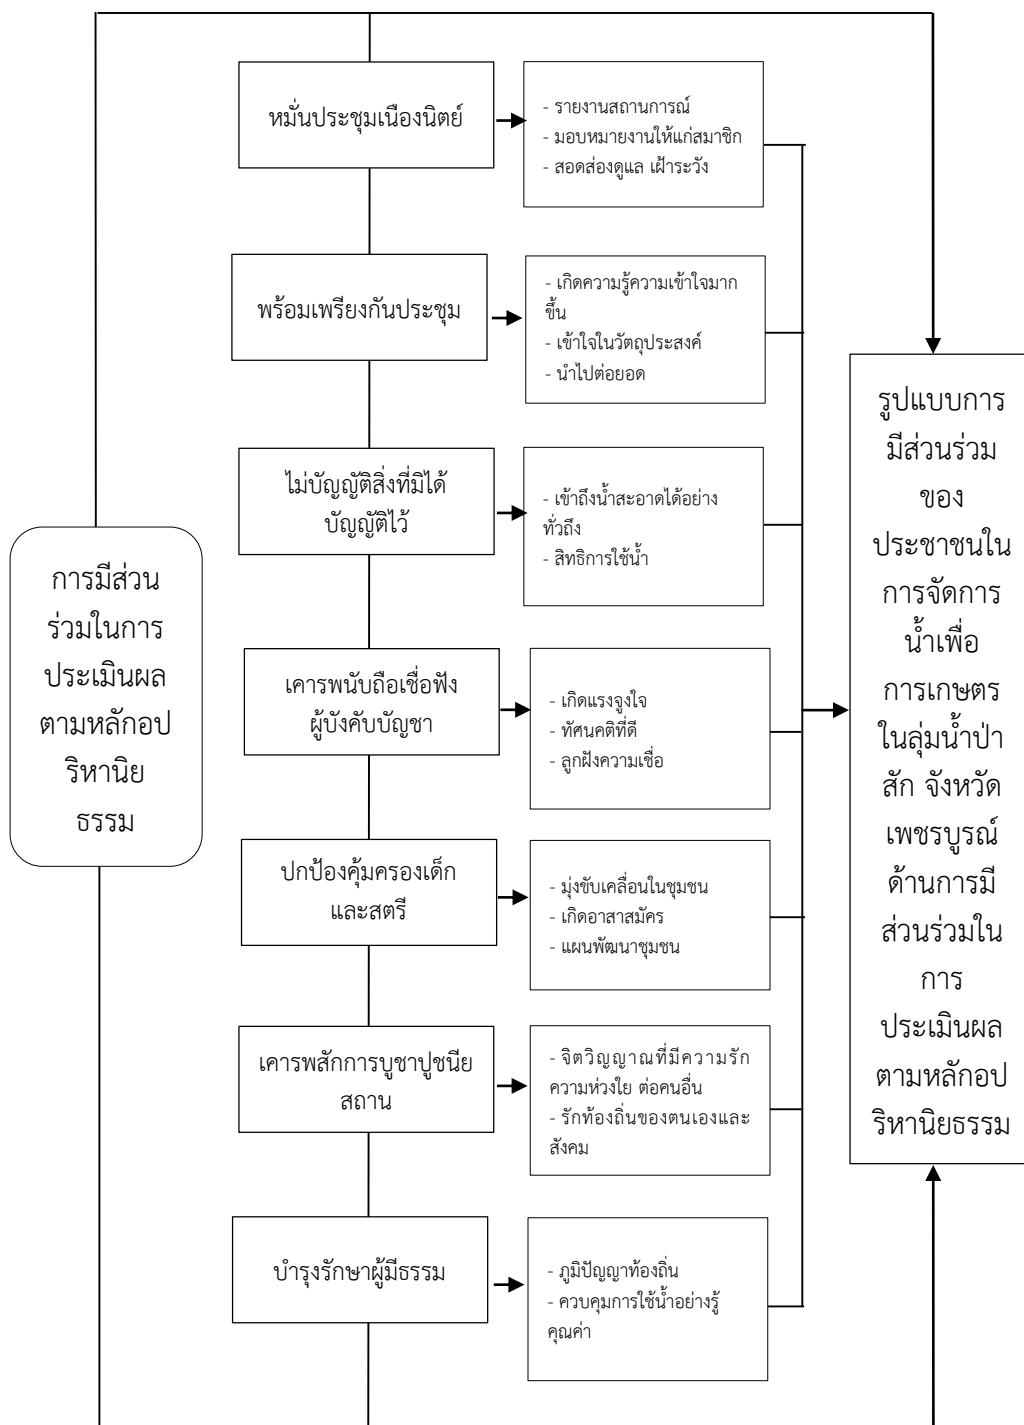 การมีส่วน
ร่วมในการ
ประเมินผล
ตามหลักอป
ริหานิย
ธรรม
หมั่นประชุมเนืองนิตย์
- รายงานสถานการณ์
- มอบหมายงานให้แก่สมาชิก
- สอดส่องดูแล เฝ้าระวัง
พร้อมเพรียงกันประชุม
- เกิดความรู้ความเข้าใจมาก
ขึ้น
- เข้าใจในวัตถุประสงค์
- นำไปต่อยอด
ไม่บัญญัติสิ่งที่มิได้
บัญญัติไว้
- เข้าถึงน้ำสะอาดได้อย่าง
ทั่วถึง
- สิทธิการใช้น้ำ
เคารพนับถือเชื่อฟัง
ผู้บังคับบัญชา
- เกิดแรงจูงใจ
- ทัศนคติที่ดี
- ลูกฝังความเชื่อ
ปกป้องคุ้มครองเด็ก
และสตรี
- มุ่งขับเคลื่อนในชุมชน
- เกิดอาสาสมัคร
- แผนพัฒนาชุมชน
เคารพสักการบูชาปูชนีย
สถาน
- จิตวิญญาณที่มีความรัก
ความห่วงใย ต่อคนอื่น
- รักท้องถิ่นของตนเองและ
สังคม
บำรุงรักษาผู้มีธรรม
- ภูมิปัญญาท้องถิ่น
- ควบคุมการใช้น้ำอย่างรู้
คุณค่า
รูปแบบการ
มีส่วนร่วม
ของ
ประชาชนใน
การจัดการ
น้ำเพื่อ
การเกษตร
ในลุ่มน้ำป่า
สัก จังหวัด
เพชรบูรณ์
ด้านการมี
ส่วนร่วมใน
การ
ประเมินผล
ตามหลักอป
ริหานิยธรรม